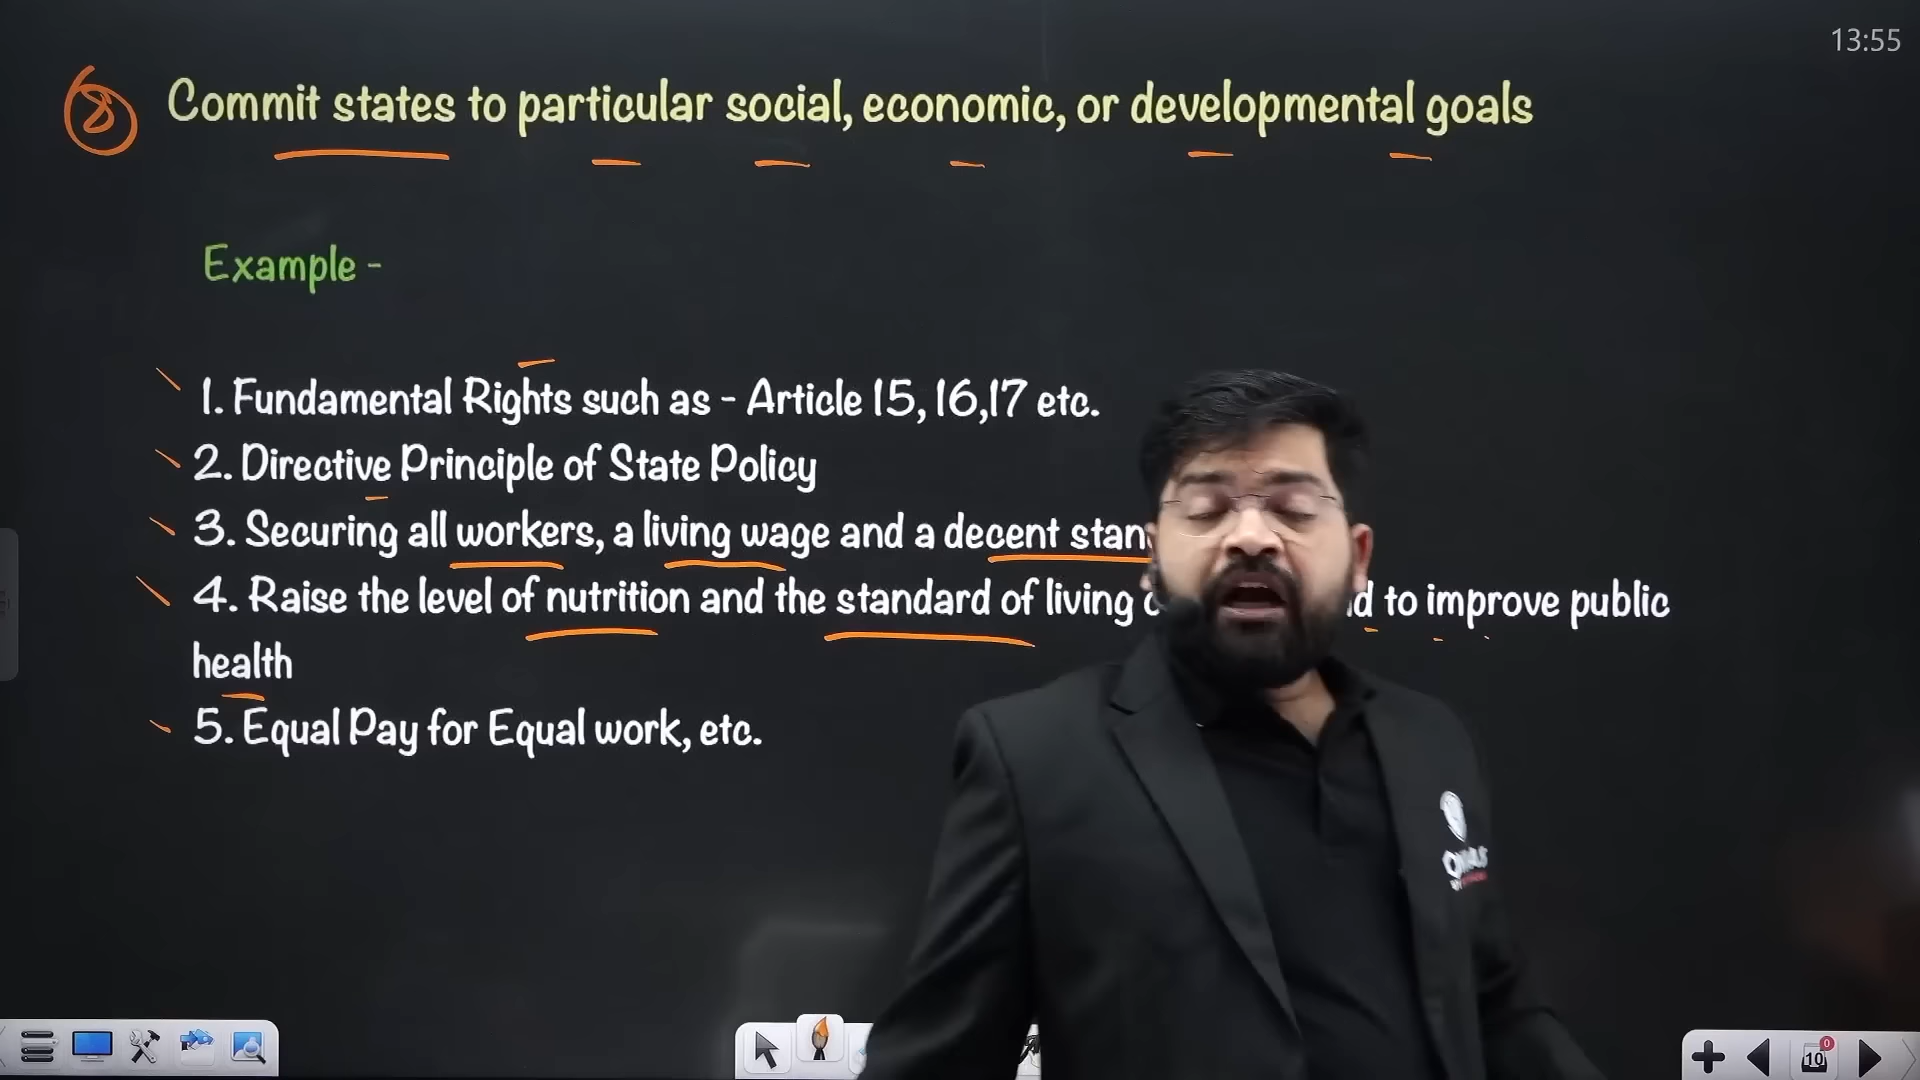 13:55
8 Commit states to particular social, economic, or developmental goals
Example -
1. Fundamental Rights such as - Article 15, 16,17 etc.
2. Directive Principle of State Policy
3. Securing all workers, a living wage and a decent
4. Raise the level of nutrition and the standard of living to improve public
health
5. Equal Pay for Equal work, etc.
10
0